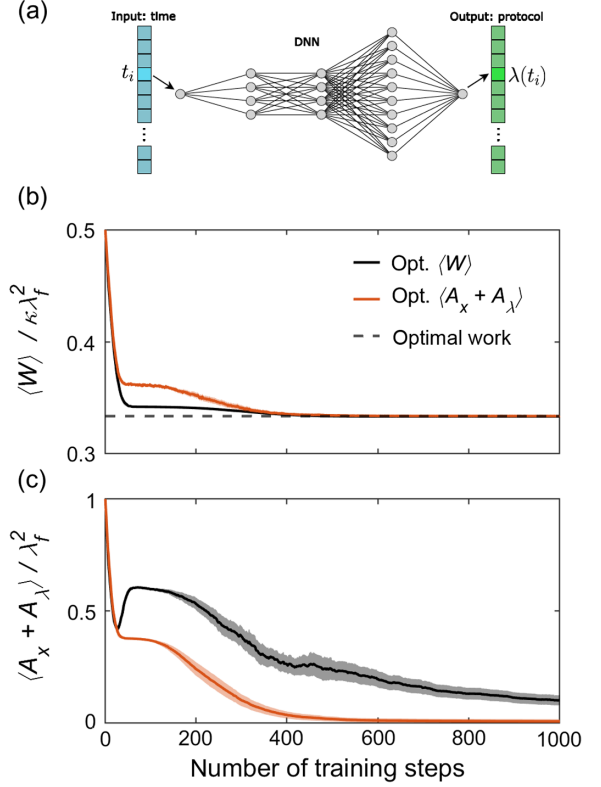 (a)
Input: time
Output: protocol
DNN
t_i
λ(t_i)
(b)
⟨W⟩ / κλ_f^2
0.5
0.4
0.3
Opt. ⟨W⟩
Opt. ⟨A_x + A_λ⟩
Optimal work
(c)
⟨A_x + A_λ⟩ / λ_f^2
1
0.5
0
0
200
400
600
800
1000
Number of training steps